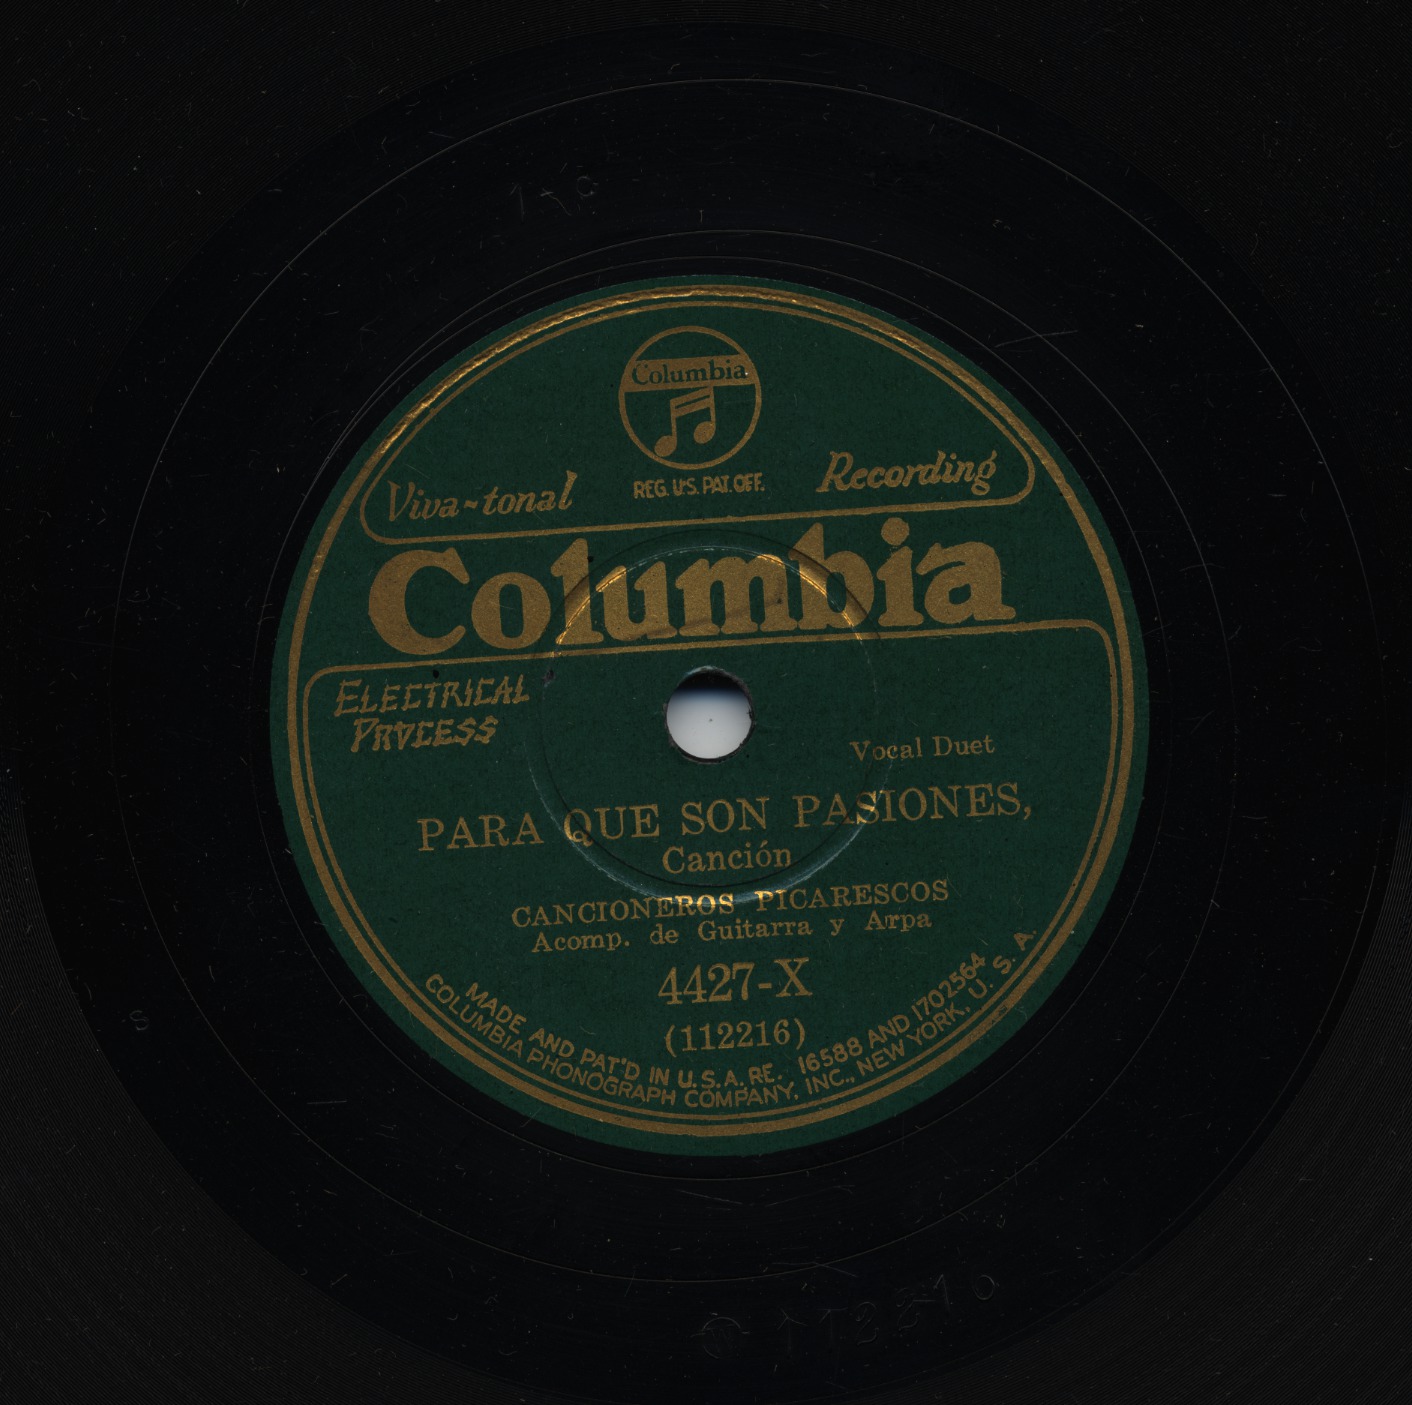 Columbia
REG. U.S. PAT. OFF.
Viva-tonal Recording
Columbia
ELECTRICAL
PROCESS
Vocal Duet
PARA QUE SON PASIONES,
Canción
CANCIONEROS PICARESCOS
Acomp. de Guitarra y Arpa
4427-X
(112216)
MADE AND PAT'D IN U.S.A. RE. 16588 AND 1702564
COLUMBIA PHONOGRAPH COMPANY, INC., NEW YORK, U.S.A.
S
112216